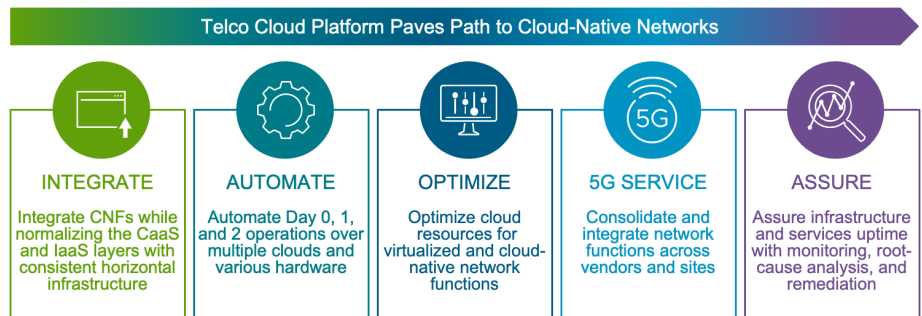 Telco Cloud Platform Paves Path to Cloud-Native Networks
5G
INTEGRATE
Integrate CNFs while
normalizing the CaaS
and IaaS layers with
consistent horizontal
infrastructure
AUTOMATE
Automate Day 0, 1,
and 2 operations over
multiple clouds and
various hardware
OPTIMIZE
Optimize cloud
resources for
virtualized and cloud-
native network
functions
5G SERVICE
Consolidate and
integrate network
functions across
vendors and sites
ASSURE
Assure infrastructure
and services uptime
with monitoring, root-
cause analysis, and
remediation